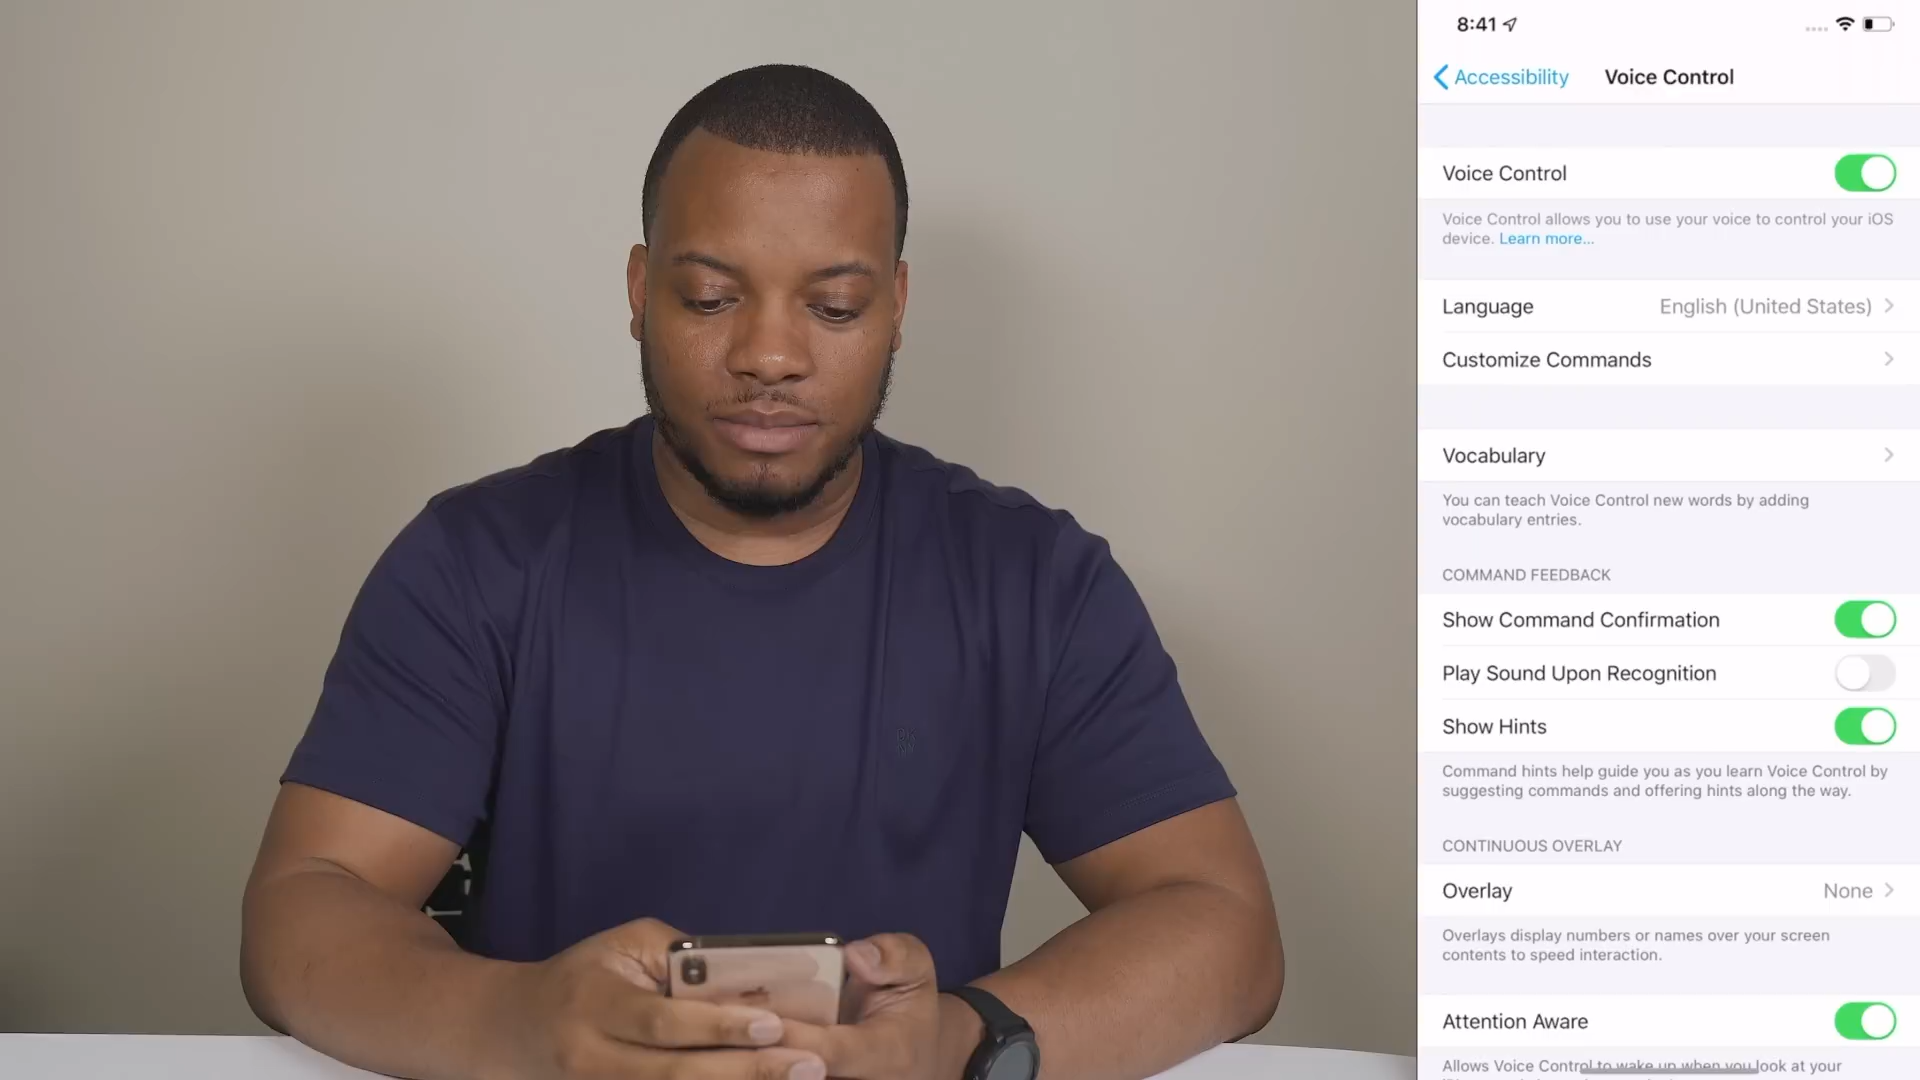 8:41
Accessibility
Voice Control
Voice Control
Voice Control allows you to use your voice to control your iOS
device. Learn more...
Language
English (United States)
Customize Commands
Vocabulary
You can teach Voice Control new words by adding
vocabulary entries.
COMMAND FEEDBACK
Show Command Confirmation
Play Sound Upon Recognition
Show Hints
Command hints help guide you as you learn Voice Control by
suggesting commands and offering hints along the way.
CONTINUOUS OVERLAY
Overlay
None
Overlays display numbers or names over your screen
contents to speed interaction.
Attention Aware
Allows Voice Control to wake up when you look at your